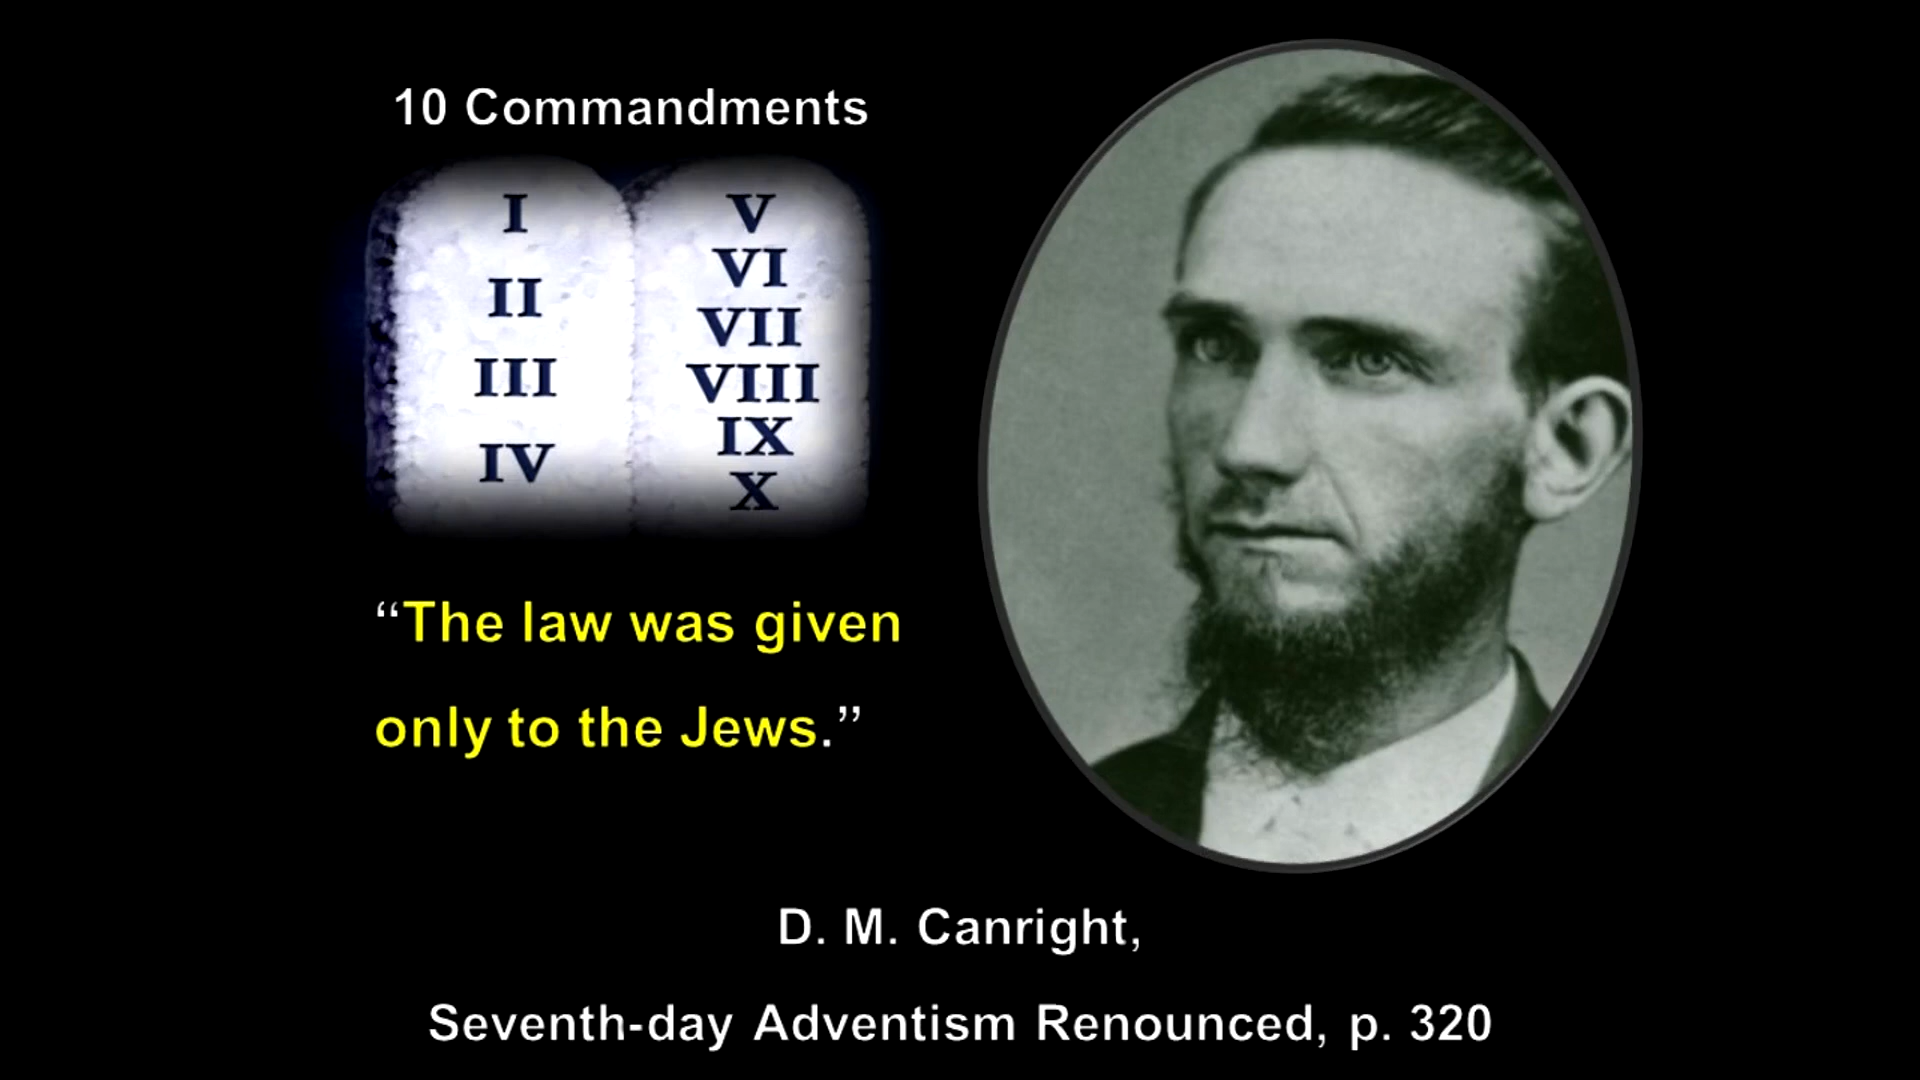 10 Commandments
I
II
III
IV
V
VI
VII
VIII
IX
X
“The law was given
only to the Jews.”
D. M. Canright,
Seventh-day Adventism Renounced, p. 320